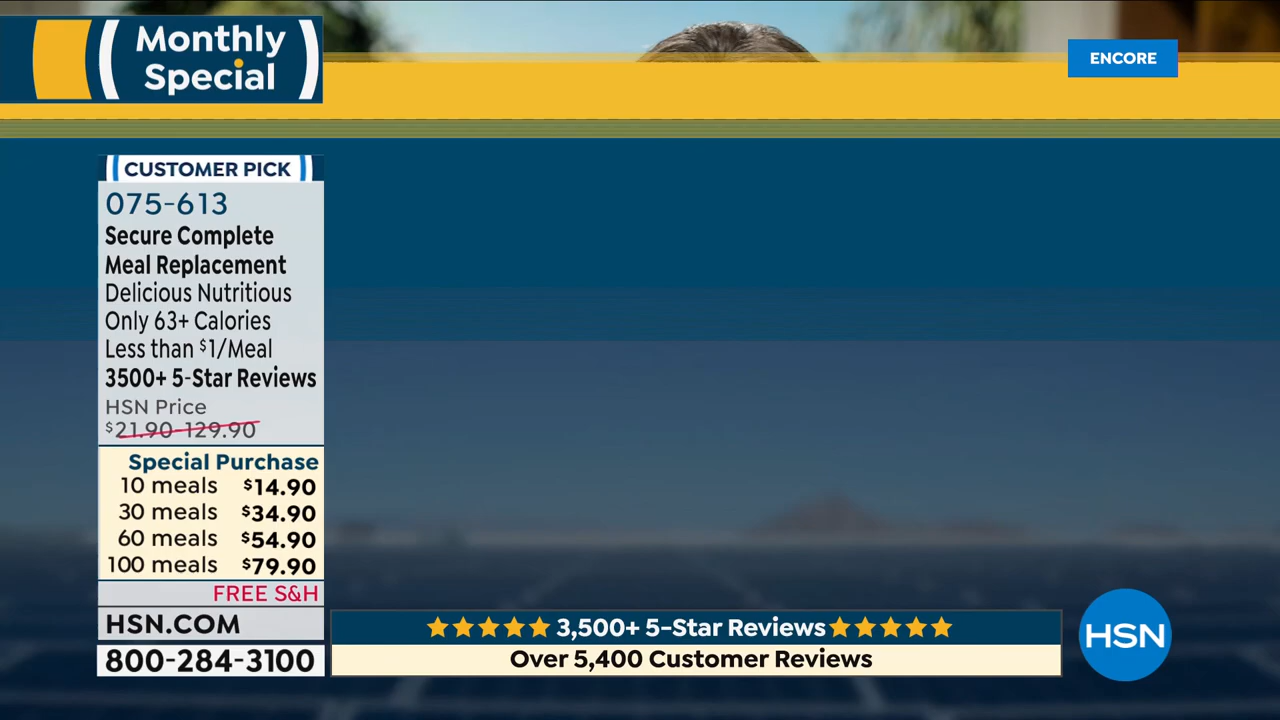 Monthly
Special
ENCORE
CUSTOMER PICK
075-613
Secure Complete
Meal Replacement
Delicious Nutritious
Only 63+ Calories
Less than $1/Meal
3500+ 5-Star Reviews
HSN Price
$21.90-129.90
Special Purchase
10 meals $14.90
30 meals $34.90
60 meals $54.90
100 meals $79.90
FREE S&H
HSN.COM
800-284-3100
3,500+ 5-Star Reviews
Over 5,400 Customer Reviews
HSN